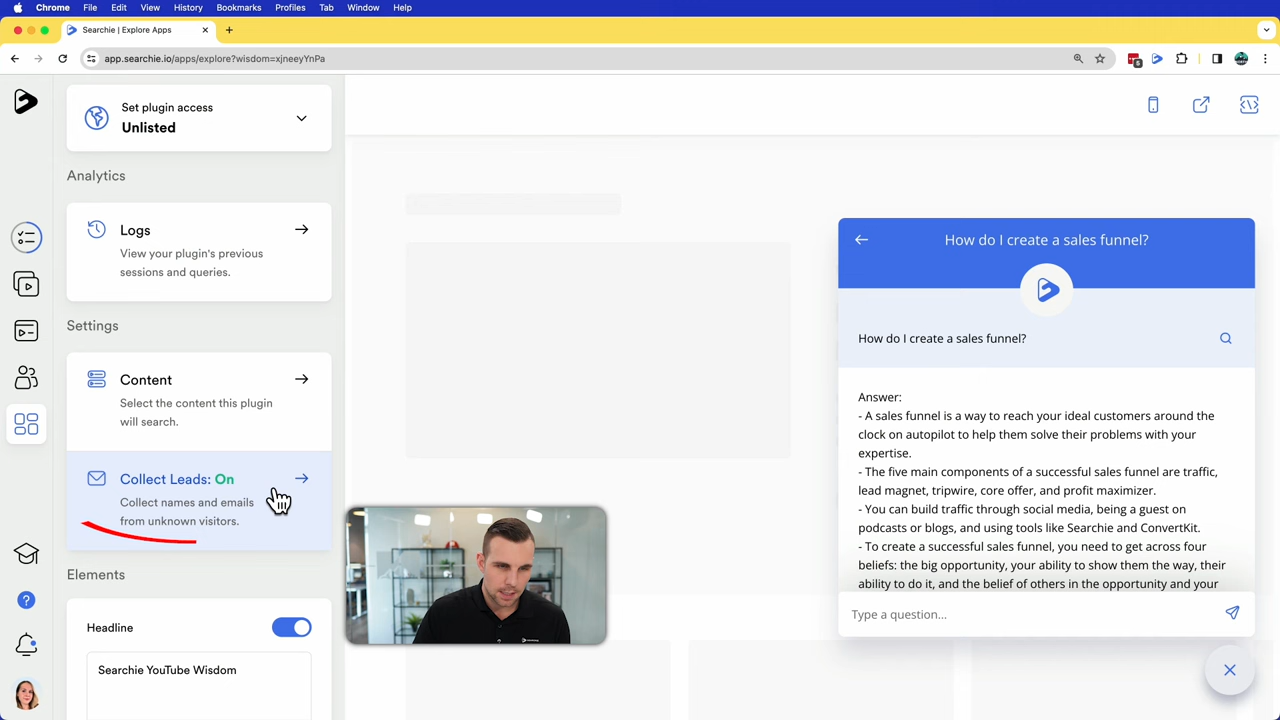 Chrome File Edit View History Bookmarks Profiles Tab Window Help
Searchie | Explore Apps
app.searchie.io/apps/explore?wisdom=xjneeyYnPa
5
Set plugin access
Unlisted
Analytics
Logs
View your plugin's previous
sessions and queries.
Settings
Content
Select the content this plugin
will search.
Collect Leads: On
Collect names and emails
from unknown visitors.
Elements
Headline
Searchie YouTube Wisdom
How do I create a sales funnel?
How do I create a sales funnel?
Answer:
- A sales funnel is a way to reach your ideal customers around the
clock on autopilot to help them solve their problems with your
expertise.
- The five main components of a successful sales funnel are traffic,
lead magnet, tripwire, core offer, and profit maximizer.
- You can build traffic through social media, being a guest on
podcasts or blogs, and using tools like Searchie and ConvertKit.
- To create a successful sales funnel, you need to get across four
beliefs: the big opportunity, your ability to show them the way, their
ability to do it, and the belief of others in the opportunity and your
Type a question...